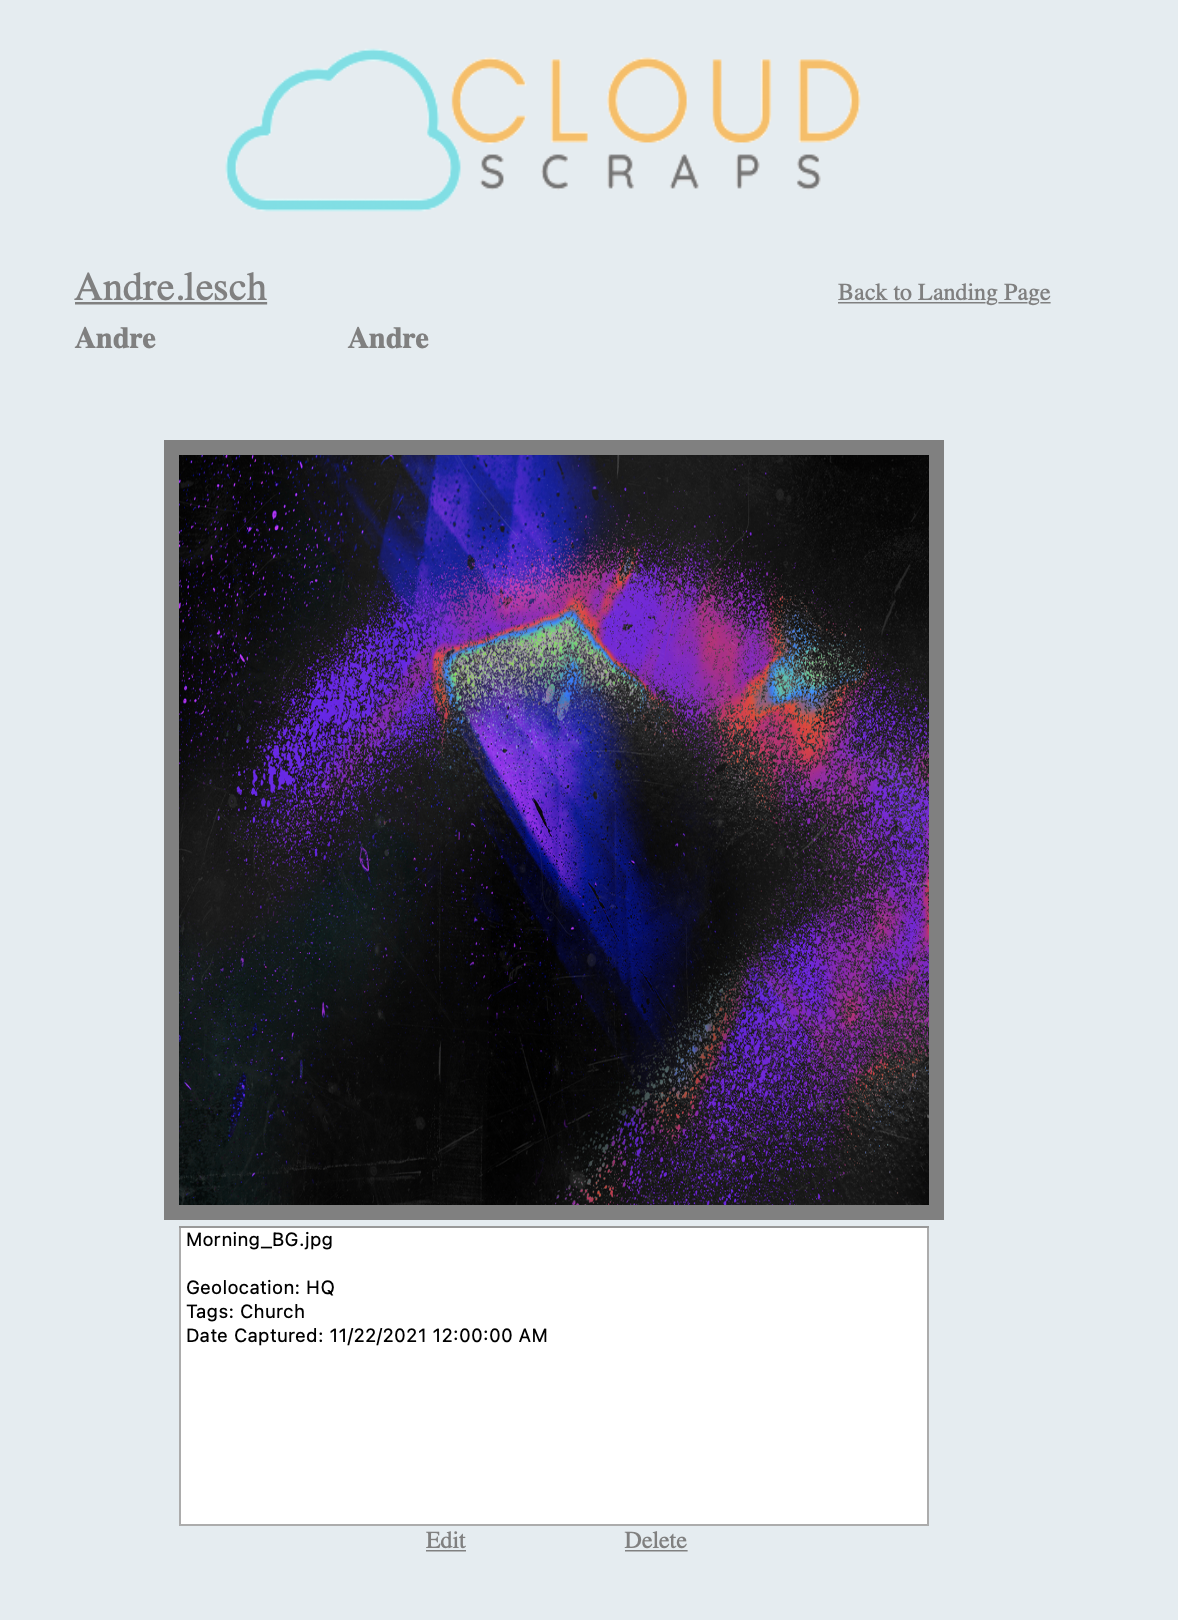 CLOUD
SCRAPS
Andre.lesch
Back to Landing Page
Andre Andre
Morning_BG.jpg
Geolocation: HQ
Tags: Church
Date Captured: 11/22/2021 12:00:00 AM
Edit Delete